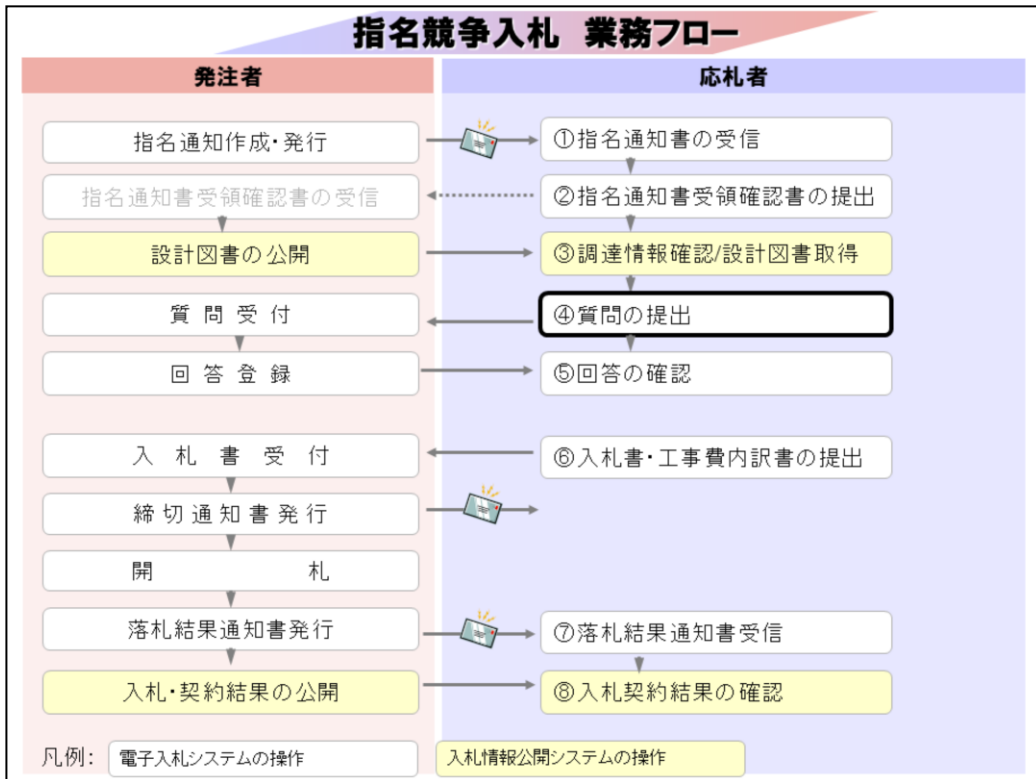 指名競争入札 業務フロー
発注者
応札者
指名通知作成・発行
①指名通知書の受信
指名通知書受領確認書の受信
②指名通知書受領確認書の提出
設計図書の公開
③調達情報確認/設計図書取得
質問受付
④質問の提出
回答登録
⑤回答の確認
入札書受付
⑥入札書・工事費内訳書の提出
締切通知書発行
開札
落札結果通知書発行
⑦落札結果通知書受信
入札・契約結果の公開
⑧入札契約結果の確認
凡例: 電子入札システムの操作 入札情報公開システムの操作